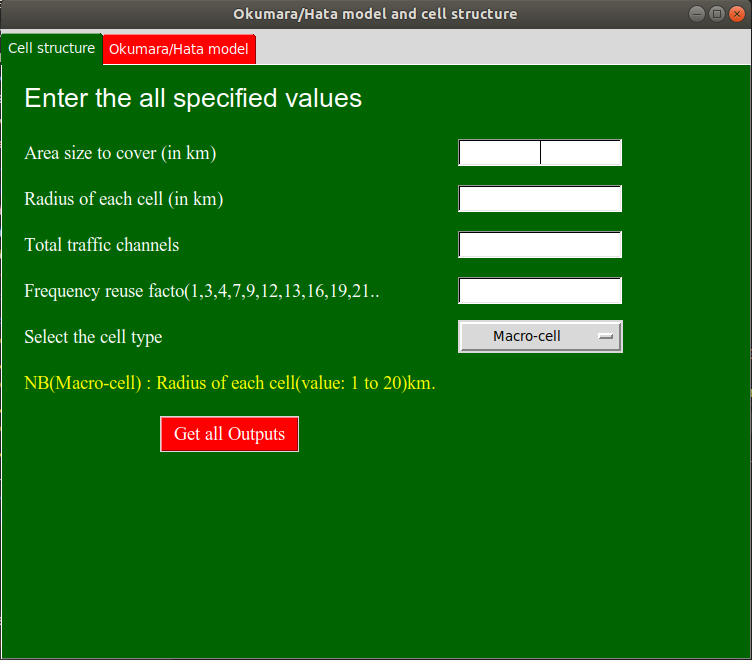 Okumara/Hata model and cell structure
Cell structure
Okumara/Hata model
Enter the all specified values
Area size to cover (in km)
Radius of each cell (in km)
Total traffic channels
Frequency reuse facto(1,3,4,7,9,12,13,16,19,21..
Select the cell type
Macro-cell
NB(Macro-cell) : Radius of each cell(value: 1 to 20)km.
Get all Outputs